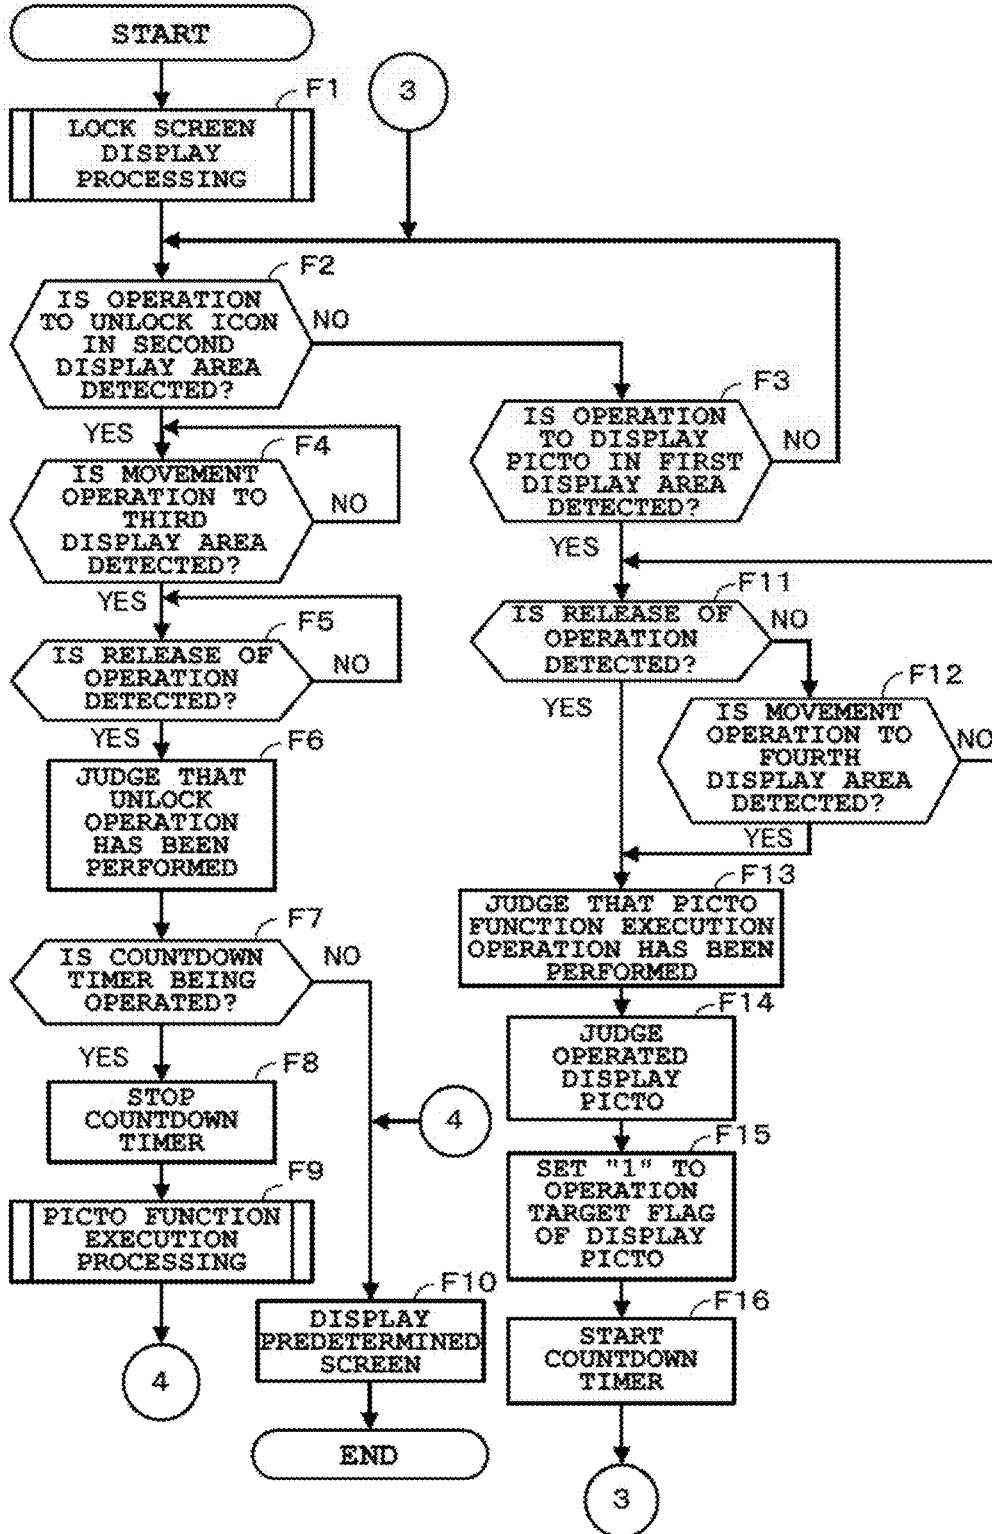 START
3
F1
LOCK SCREEN
DISPLAY
PROCESSING
F2
IS OPERATION
TO UNLOCK ICON
IN SECOND
DISPLAY AREA
DETECTED?
NO
YES
F3
IS OPERATION
TO DISPLAY
PICTO IN FIRST
DISPLAY AREA
DETECTED?
NO
YES
F4
IS MOVEMENT
OPERATION TO
THIRD
DISPLAY AREA
DETECTED?
NO
YES
F5
IS RELEASE OF
OPERATION
DETECTED?
NO
YES
F6
JUDGE THAT
UNLOCK
OPERATION
HAS BEEN
PERFORMED
F7
IS COUNTDOWN
TIMER BEING
OPERATED?
NO
YES
F8
STOP
COUNTDOWN
TIMER
F9
PICTO FUNCTION
EXECUTION
PROCESSING
4
4
F10
DISPLAY
PREDETERMINED
SCREEN
END
F11
IS RELEASE OF
OPERATION
DETECTED?
NO
YES
F12
IS MOVEMENT
OPERATION TO
FOURTH
DISPLAY AREA
DETECTED?
NO
YES
F13
JUDGE THAT PICTO
FUNCTION EXECUTION
OPERATION HAS BEEN
PERFORMED
F14
JUDGE
OPERATED
DISPLAY
PICTO
F15
SET "1" TO
OPERATION
TARGET FLAG
OF DISPLAY
PICTO
F16
START
COUNTDOWN
TIMER
3